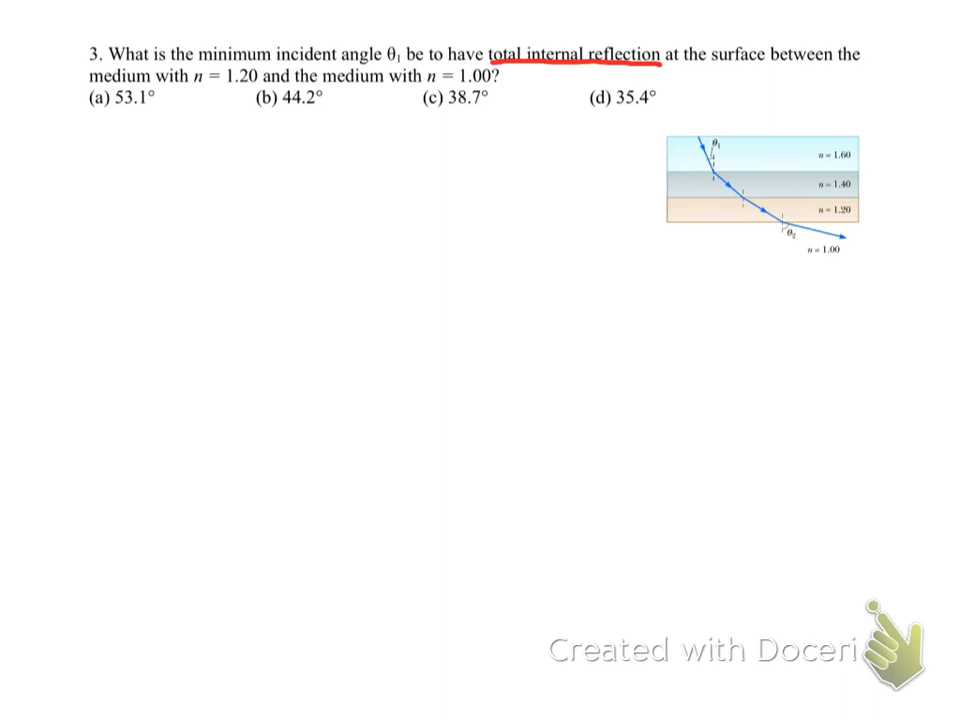 3. What is the minimum incident angle θ₁ be to have total internal reflection at the surface between the
medium with n = 1.20 and the medium with n = 1.00?
(a) 53.1° (b) 44.2° (c) 38.7° (d) 35.4°
θ₁
n = 1.60
n = 1.40
n = 1.20
θ₂
n = 1.00
Created with Doceri